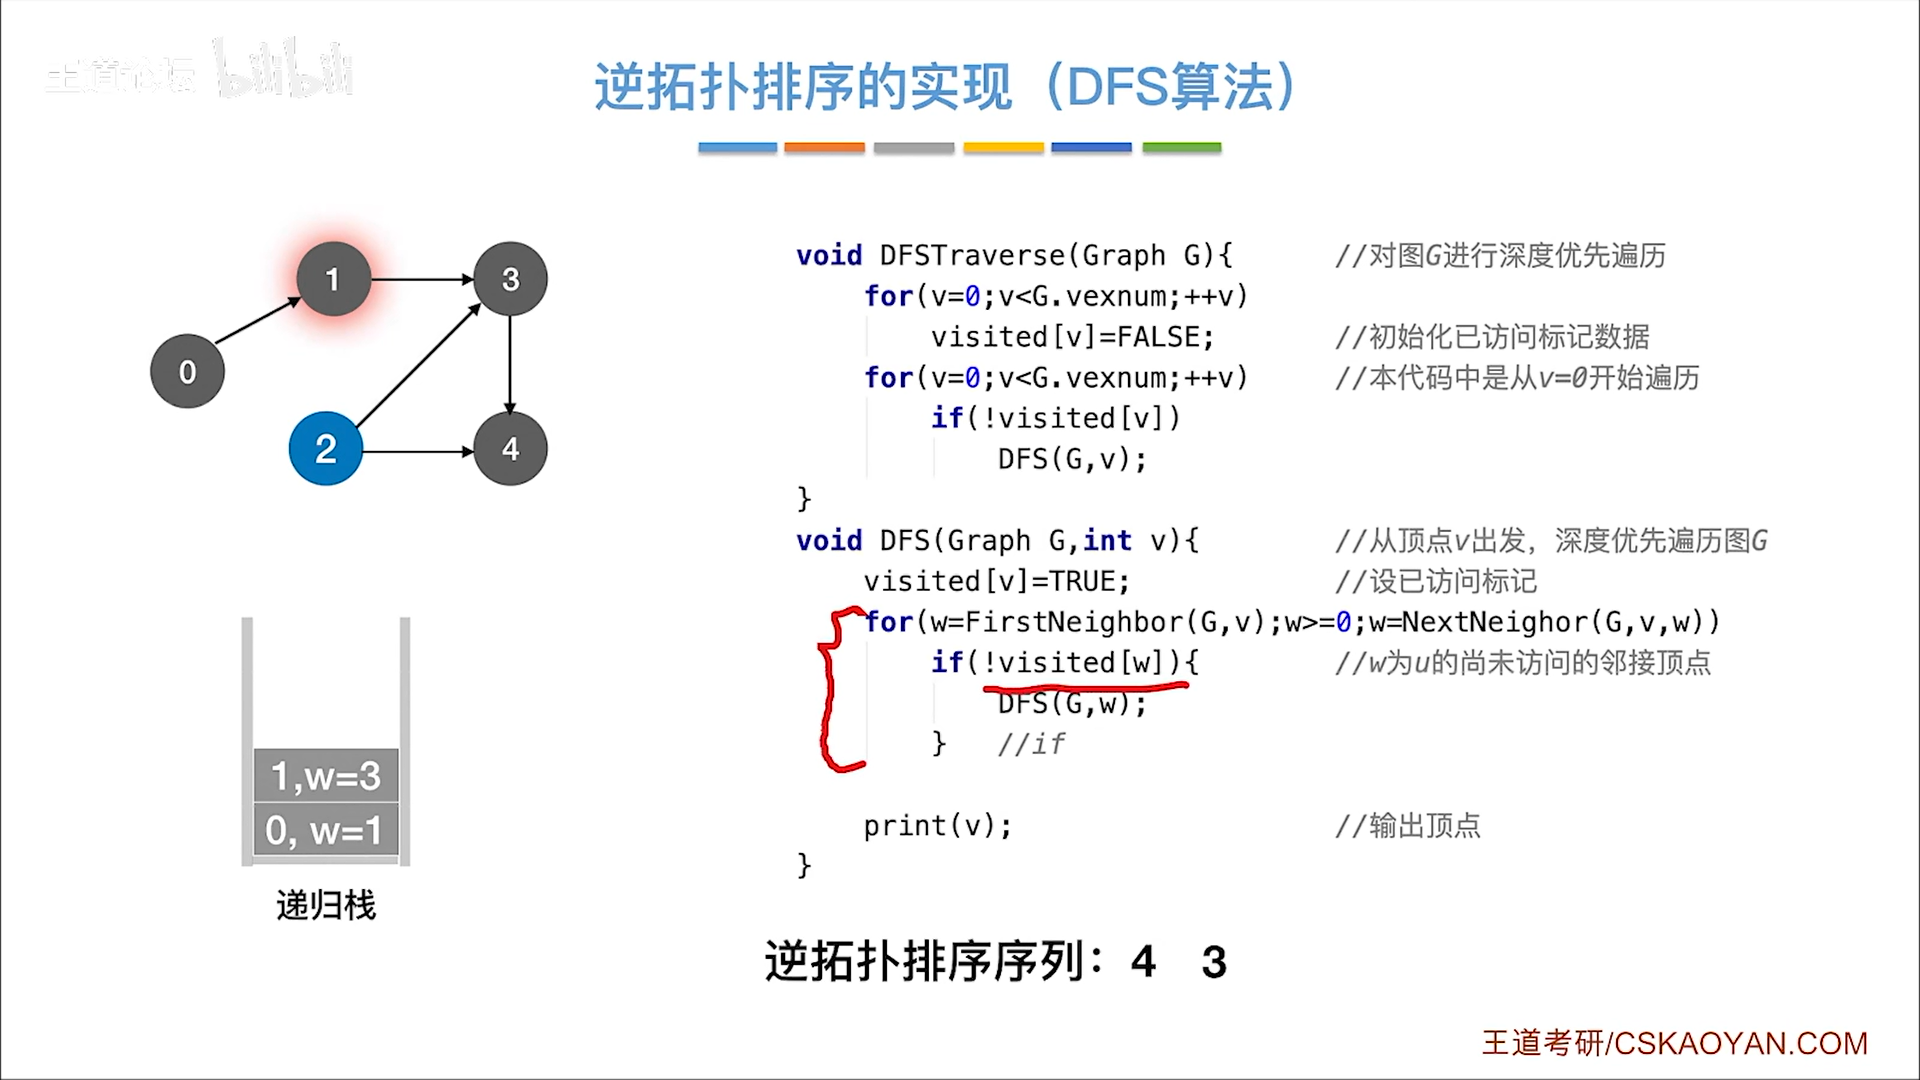 王道论坛 bilibili
逆拓扑排序的实现（DFS算法）
1
3
0
2
4
void DFSTraverse(Graph G){ //对图G进行深度优先遍历
for(v=0;v<G.vexnum;++v)
visited[v]=FALSE; //初始化已访问标记数据
for(v=0;v<G.vexnum;++v) //本代码中是从v=0开始遍历
if(!visited[v])
DFS(G,v);
}
void DFS(Graph G,int v){ //从顶点v出发，深度优先遍历图G
visited[v]=TRUE; //设已访问标记
for(w=FirstNeighbor(G,v);w>=0;w=NextNeighor(G,v,w))
if(!visited[w]){ //w为u的尚未访问的邻接顶点
DFS(G,w);
} //if
print(v); //输出顶点
}
1,w=3
0, w=1
递归栈
逆拓扑排序序列：4 3
王道考研/CSKAOYAN.COM